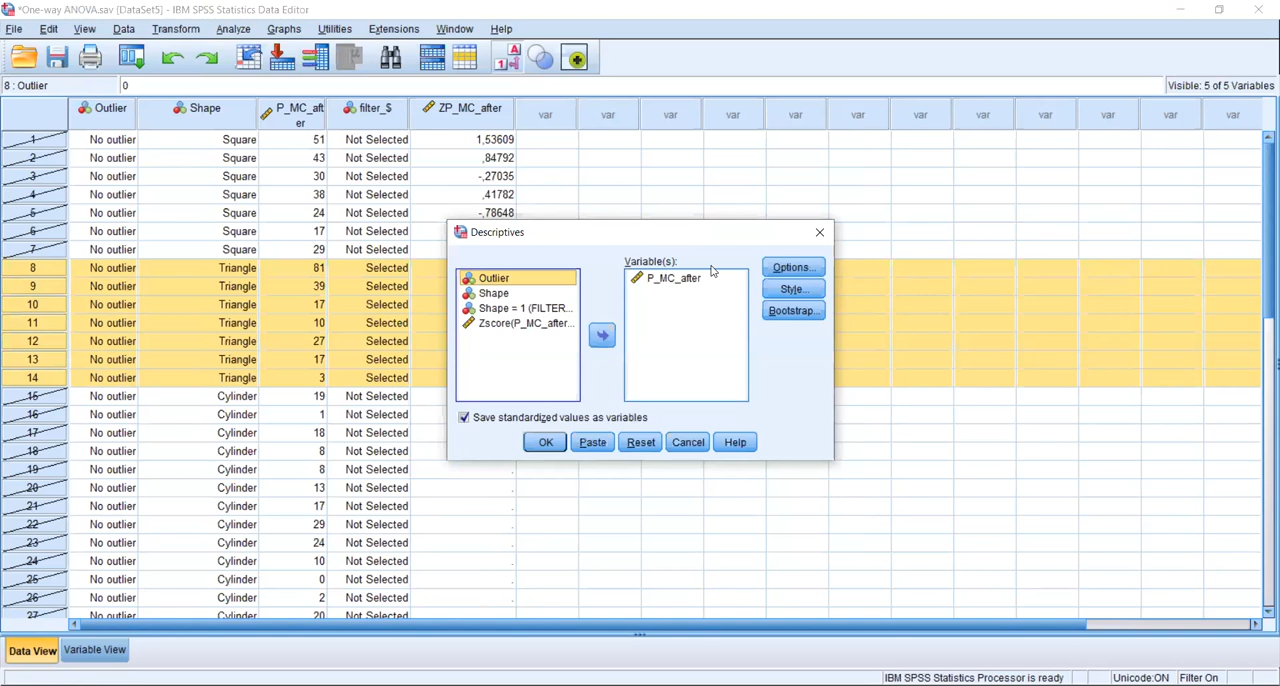 *One-way ANOVA.sav [DataSet5] - IBM SPSS Statistics Data Editor
File Edit View Data Transform Analyze Graphs Utilities Extensions Window Help
8 : Outlier 0 Visible: 5 of 5 Variables
Outlier Shape P_MC_aft er filter_$ ZP_MC_after var var var var var var var var var var var var
1 No outlier Square 51 Not Selected 1,53609
2 No outlier Square 43 Not Selected ,84792
3 No outlier Square 30 Not Selected -,27035
4 No outlier Square 38 Not Selected ,41782
5 No outlier Square 24 Not Selected -,78648
6 No outlier Square 17 Not Selected
7 No outlier Square 29 Not Selected
8 No outlier Triangle 81 Selected
9 No outlier Triangle 39 Selected
10 No outlier Triangle 17 Selected
11 No outlier Triangle 10 Selected
12 No outlier Triangle 27 Selected
13 No outlier Triangle 17 Selected
14 No outlier Triangle 3 Selected
15 No outlier Cylinder 19 Not Selected
16 No outlier Cylinder 1 Not Selected
17 No outlier Cylinder 18 Not Selected
18 No outlier Cylinder 8 Not Selected
19 No outlier Cylinder 8 Not Selected .
20 No outlier Cylinder 13 Not Selected .
21 No outlier Cylinder 17 Not Selected .
22 No outlier Cylinder 29 Not Selected .
23 No outlier Cylinder 24 Not Selected .
24 No outlier Cylinder 10 Not Selected .
25 No outlier Cylinder 0 Not Selected .
26 No outlier Cylinder 2 Not Selected .
27 No outlier Cylinder 20 Not Selected
Descriptives
Variable(s):
Outlier
Shape
Shape = 1 (FILTER...
Zscore(P_MC_after...
P_MC_after
Options...
Style...
Bootstrap...
Save standardized values as variables
OK Paste Reset Cancel Help
Data View Variable View
IBM SPSS Statistics Processor is ready Unicode:ON Filter On